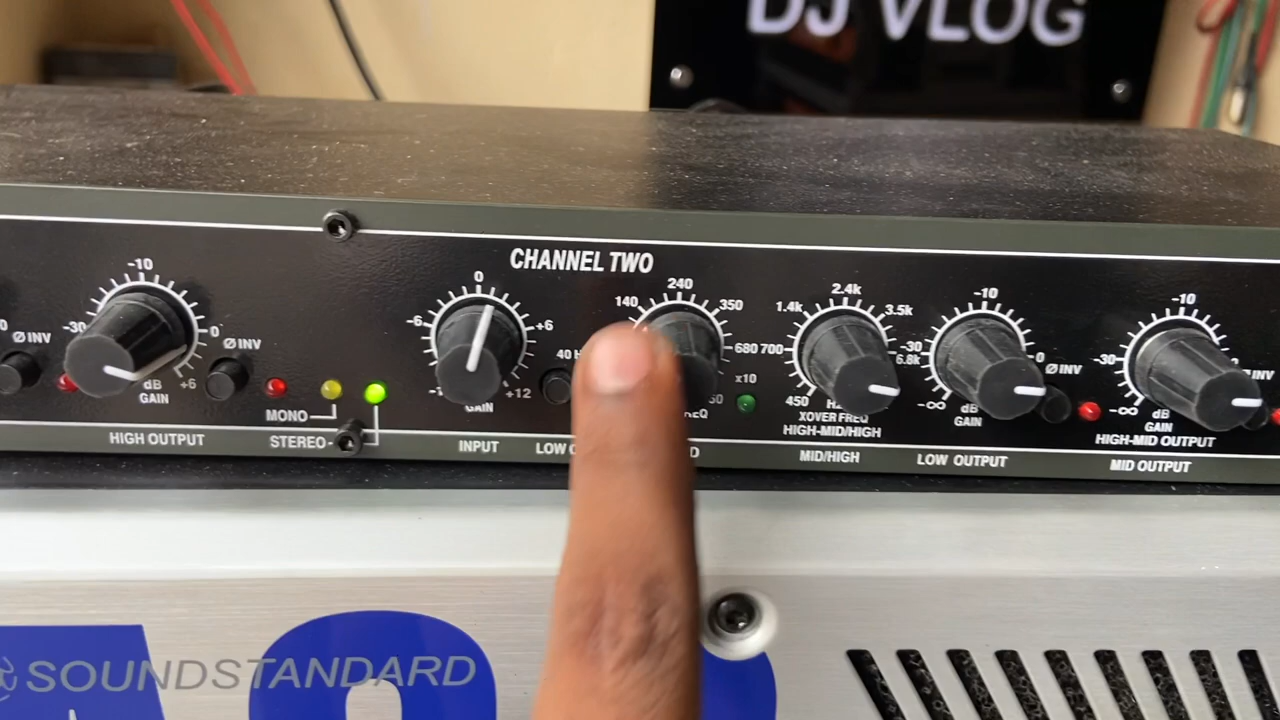 DJ VLOG
CHANNEL TWO
-10
-30
0
dB
+6
GAIN
Ø INV
Ø INV
HIGH OUTPUT
MONO
STEREO
0
-6
+6
+12
GAIN
INPUT
40 H
LOW
140
240
350
680
x10
1.4k
2.4k
3.5k
700
6.8k
450
XOVER FREQ
HIGH-MID/HIGH
MID/HIGH
-10
-30
0
-∞
dB
GAIN
Ø INV
LOW OUTPUT
-10
-30
-∞
dB
GAIN
INV
HIGH-MID OUTPUT
MID OUTPUT
SOUNDSTANDARD